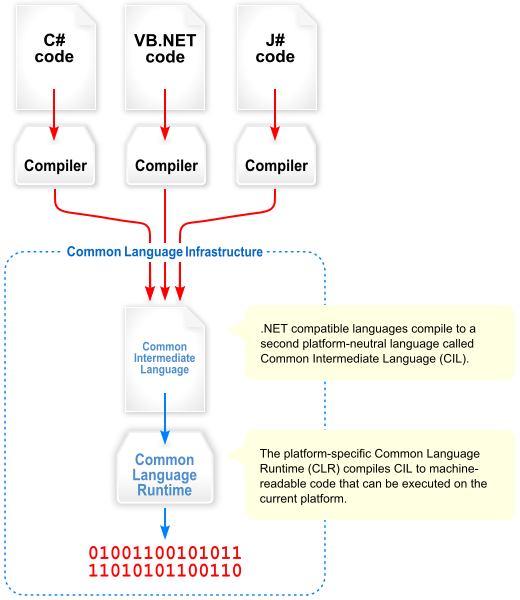 C#
code
VB.NET
code
J#
code
Compiler
Compiler
Compiler
Common Language Infrastructure
Common
Intermediate
Language
.NET compatible languages compile to a
second platform-neutral language called
Common Intermediate Language (CIL).
Common
Language
Runtime
The platform-specific Common Language
Runtime (CLR) compiles CIL to machine-
readable code that can be executed on the
current platform.
01001100101011
11010101100110